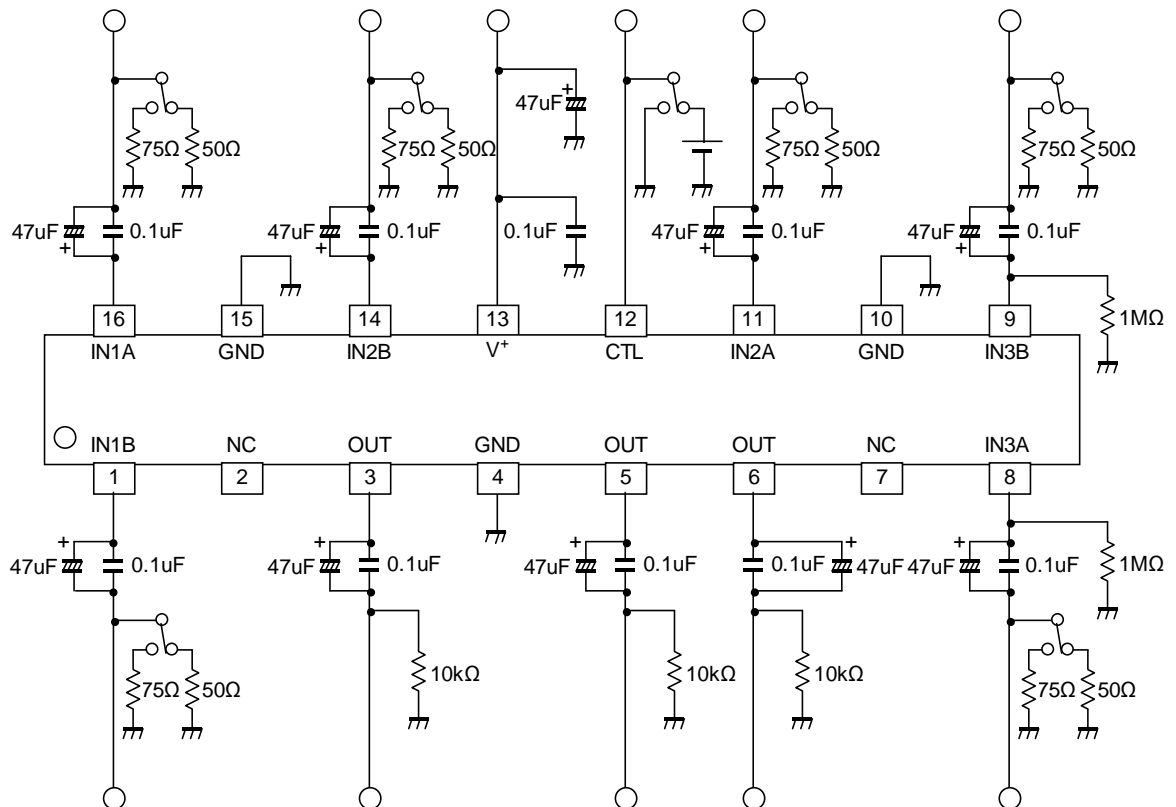 47uF
75Ω 50Ω 75Ω 50Ω 75Ω 50Ω 75Ω 50Ω
47uF 0.1uF 47uF 0.1uF 0.1uF 47uF 0.1uF 47uF 0.1uF
+ + + + +
16 15 14 13 12 11 10 9 1MΩ
IN1A GND IN2B V+ CTL IN2A GND IN3B
IN1B NC OUT GND OUT OUT NC IN3A
1 2 3 4 5 6 7 8
+ + + + +
47uF 0.1uF 47uF 0.1uF 47uF 0.1uF 0.1uF 47uF 47uF 0.1uF 1MΩ
75Ω 50Ω 10kΩ 10kΩ 10kΩ 75Ω 50Ω